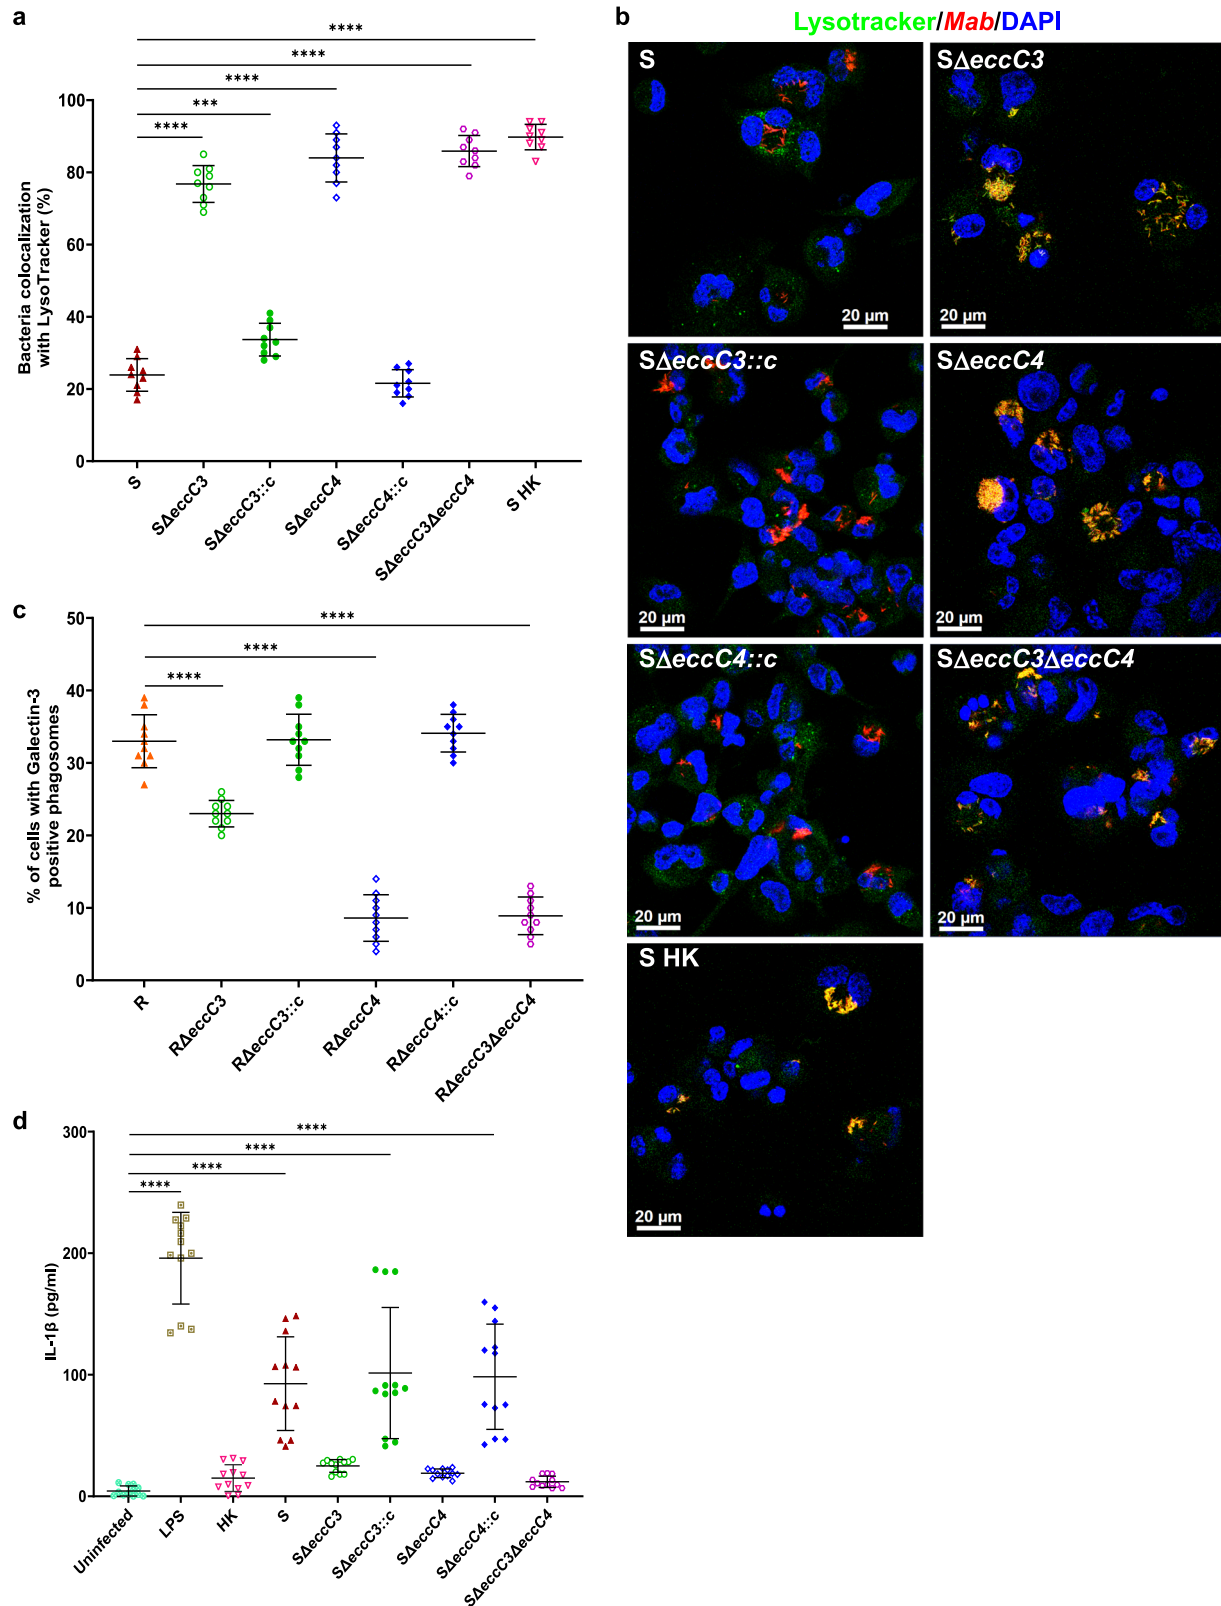 a
****
****
****
***
****
Bacteria colocalization
with LysoTracker (%)
100
80
60
40
20
0
S
SΔeccC3
SΔeccC3::c
SΔeccC4
SΔeccC4::c
SΔeccC3ΔeccC4
S HK
b
Lysotracker/Mab/DAPI
S
20 µm
SΔeccC3
20 µm
SΔeccC3::c
20 µm
SΔeccC4
20 µm
SΔeccC4::c
20 µm
SΔeccC3ΔeccC4
20 µm
S HK
20 µm
c
****
****
****
% of cells with Galectin-3
positive phagosomes
50
40
30
20
10
0
R
RΔeccC3
RΔeccC3::c
RΔeccC4
RΔeccC4::c
RΔeccC3ΔeccC4
d
****
****
****
****
IL-1β (pg/ml)
300
200
100
0
Uninfected
LPS
HK
S
SΔeccC3
SΔeccC3::c
SΔeccC4
SΔeccC4::c
SΔeccC3ΔeccC4